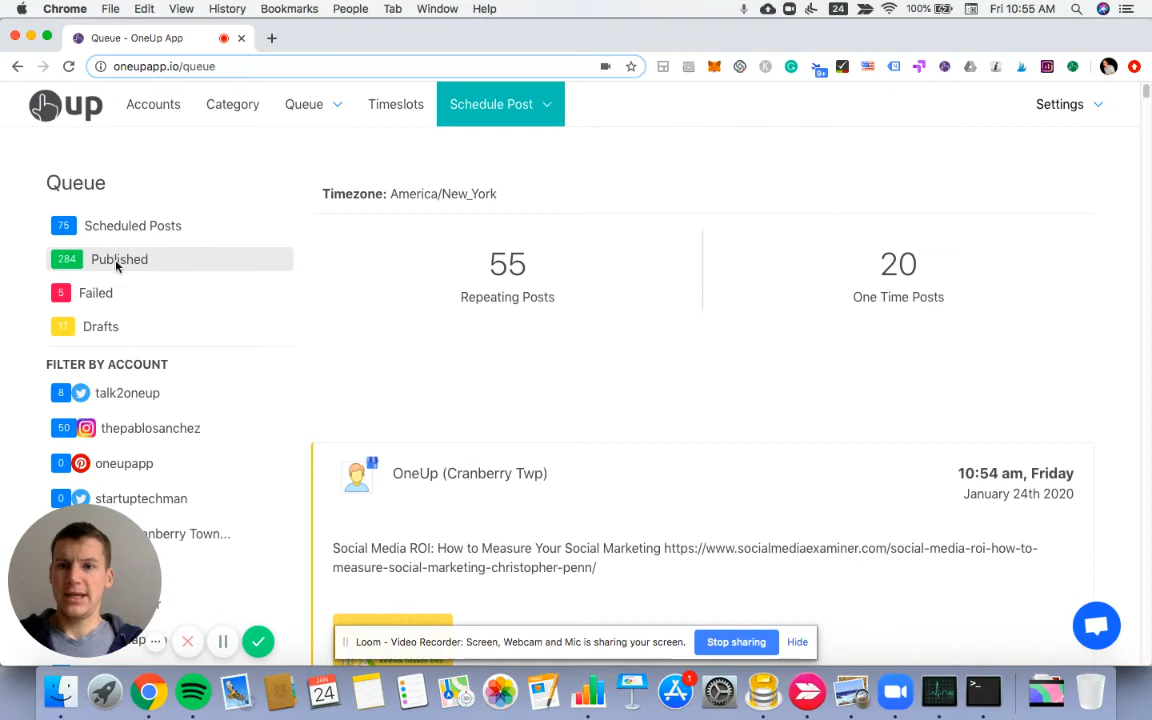 Chrome File Edit View History Bookmarks People Tab Window Help 24 100% Fri 10:55 AM
Queue - OneUp App
oneupapp.io/queue
9+
up Accounts Category Queue Timeslots Schedule Post Settings
Queue
75 Scheduled Posts
284 Published
5 Failed
17 Drafts
FILTER BY ACCOUNT
8 talk2oneup
50 thepablosanchez
0 oneupapp
0 startuptechman
Timezone: America/New_York
55
Repeating Posts
20
One Time Posts
OneUp (Cranberry Twp)
10:54 am, Friday
January 24th 2020
Social Media ROI: How to Measure Your Social Marketing https://www.socialmediaexaminer.com/social-media-roi-how-to-
measure-social-marketing-christopher-penn/
Loom - Video Recorder: Screen, Webcam and Mic is sharing your screen. Stop sharing Hide
JAN
24
1